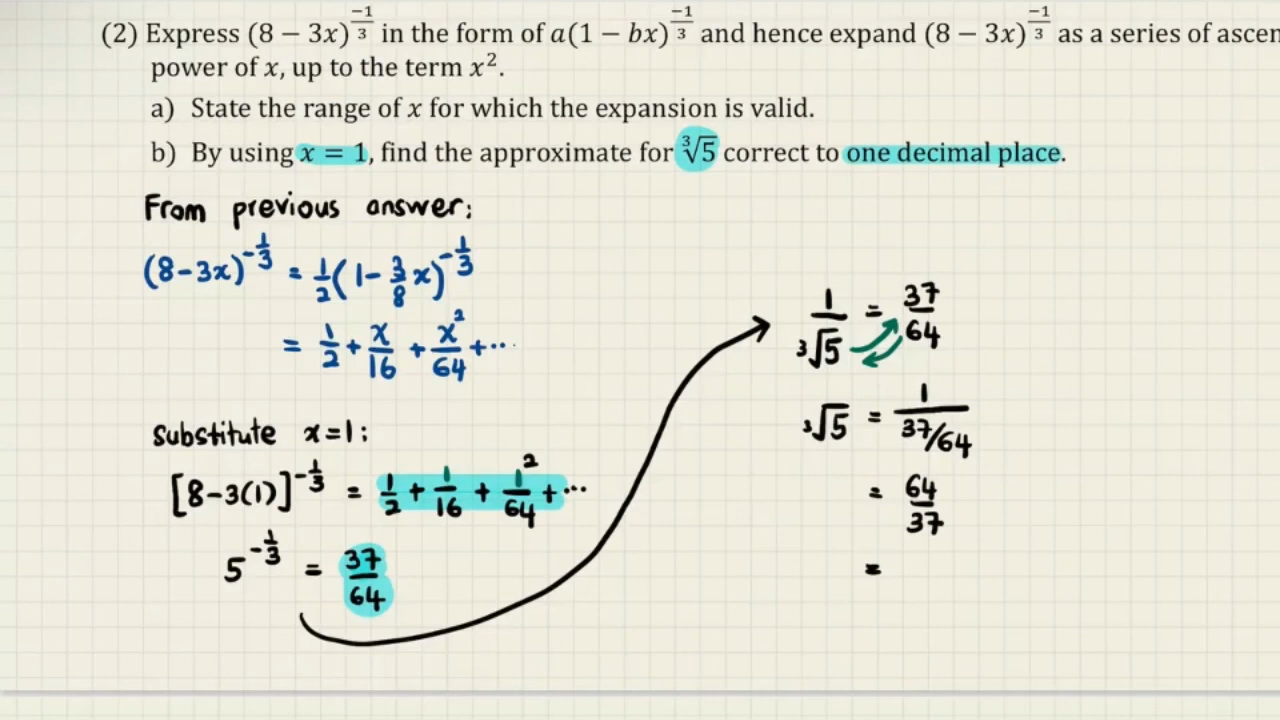 (2) Express (8 − 3x)^(-1/3) in the form of a(1 − bx)^(-1/3) and hence expand (8 − 3x)^(-1/3) as a series of ascen
power of x, up to the term x².
a) State the range of x for which the expansion is valid.
b) By using x = 1, find the approximate for ∛5 correct to one decimal place.
From previous answer:
(8-3x)^(-1/3) = 1/2 (1 - 3/8 x)^(-1/3)
= 1/2 + x/16 + x²/64 + ...
Substitute x=1:
[8-3(1)]^(-1/3) = 1/2 + 1/16 + 1²/64 + ...
5^(-1/3) = 37/64
1/∛5 = 37/64
∛5 = 1/(37/64)
= 64/37
=